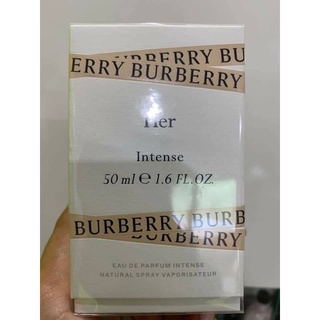 BURBERRY BURB
ERRY BURBERRY
Her
Intense
50 ml ℮ 1.6 FL.OZ.
BURBERRY BURB
BURBERRY
EAU DE PARFUM INTENSE
NATURAL SPRAY VAPORISATEUR